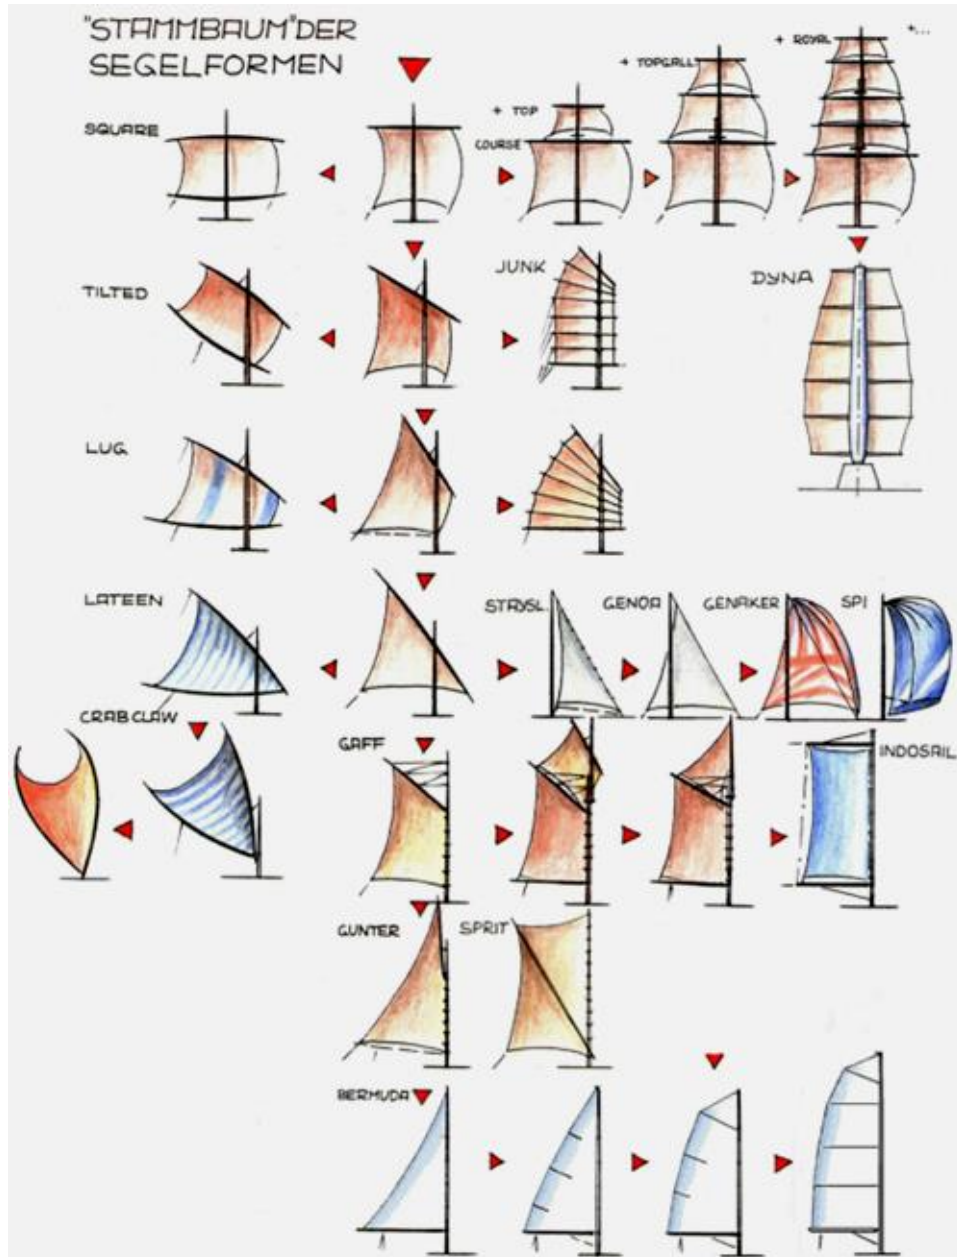 "STAMMBAUM" DER
SEGELFORMEN
+ TOP
+ TOPGALL
+ ROYAL
+...
SQUARE
COURSE
TILTED
JUNK
DYNA
LUG
LATEEN
STAYSL.
GENOA
GENAKER
SPI
CRAB CLAW
GAFF
INDOSAIL
GUNTER
SPRIT
BERMUDA